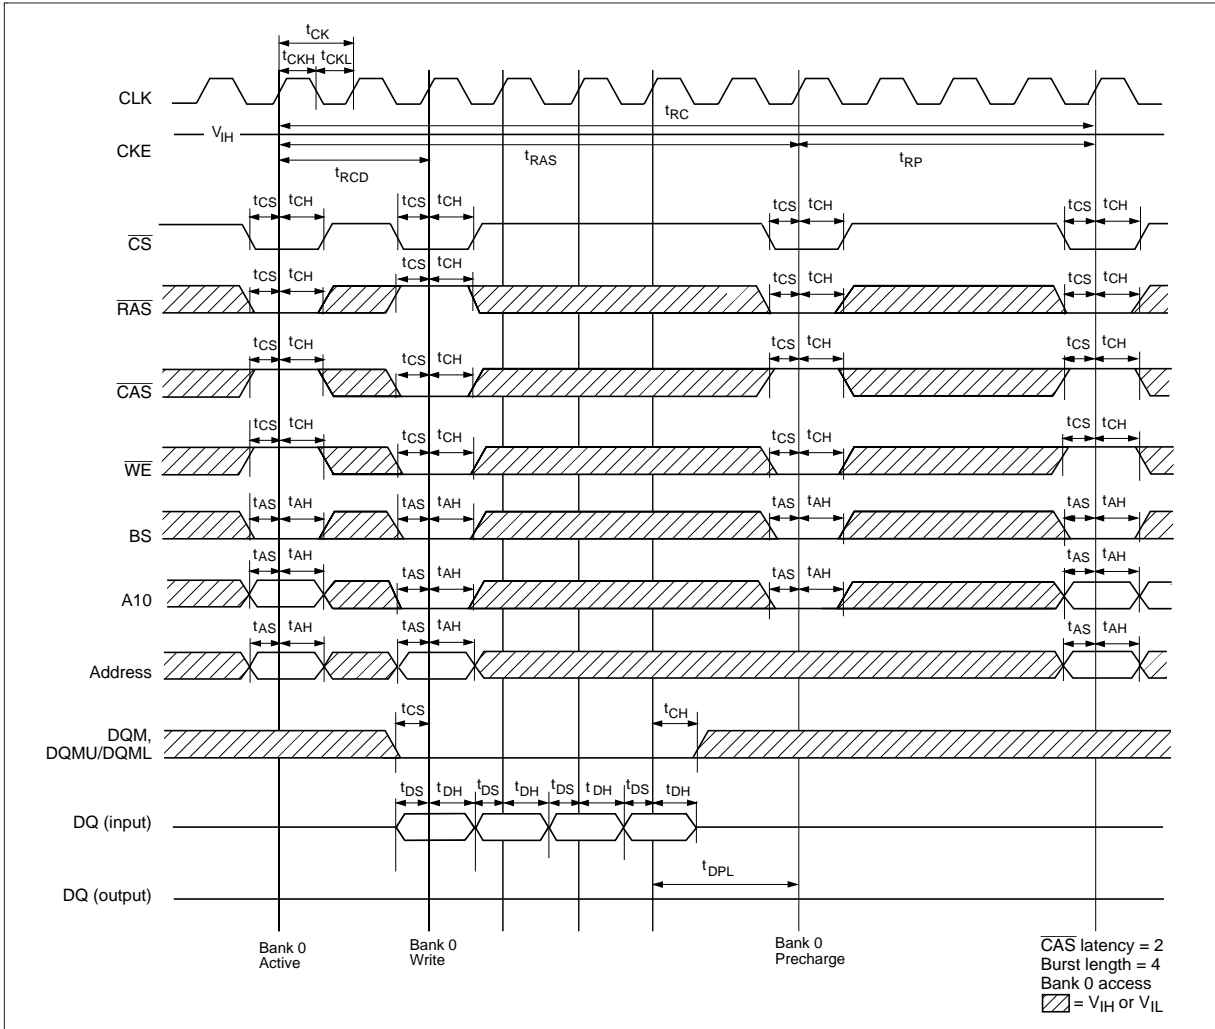 tCK
tCKH tCKL
CLK
tRC
VIH
CKE
tRAS tRP
tRCD
tCS tCH tCS tCH tCS tCH tCS tCH
CS
tCS tCH tCS tCH tCS tCH tCS tCH
RAS
tCS tCH tCS tCH tCS tCH tCS tCH
CAS
tCS tCH tCS tCH tCS tCH tCS tCH
WE
tAS tAH tAS tAH tAS tAH tAS tAH
BS
tAS tAH tAS tAH tAS tAH tAS tAH
A10
tAS tAH tAS tAH tAS tAH
Address
tCS tCH
DQM,
DQMU/DQML
tDS tDH tDS tDH tDS tDH tDS tDH
DQ (input)
tDPL
DQ (output)
Bank 0
Active
Bank 0
Write
Bank 0
Precharge
CAS latency = 2
Burst length = 4
Bank 0 access
= VIH or VIL